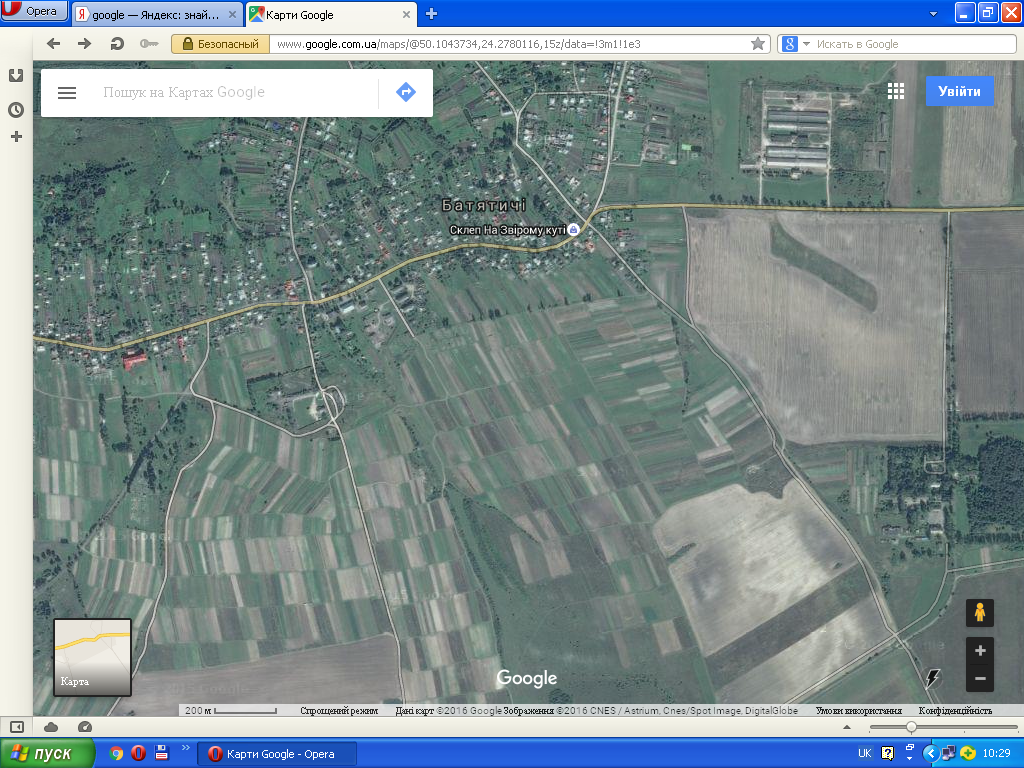 Opera
Я google — Яндекс: знай...
Карти Google
Безопасный
www.google.com.ua/maps/@50.1043734,24.2780116,15z/data=!3m1!1e3
Искать в Google
Пошук на Картах Google
Увійти
Батятичі
Склеп На Звірому куті
Карта
Google
200 м
Спрощений режим
Дані карт ©2016 Google Зображення ©2016 CNES / Astrium, Cnes/Spot Image, DigitalGlobe
Умови використання
Конфіденційність
пуск
Карти Google - Opera
UK
10:29